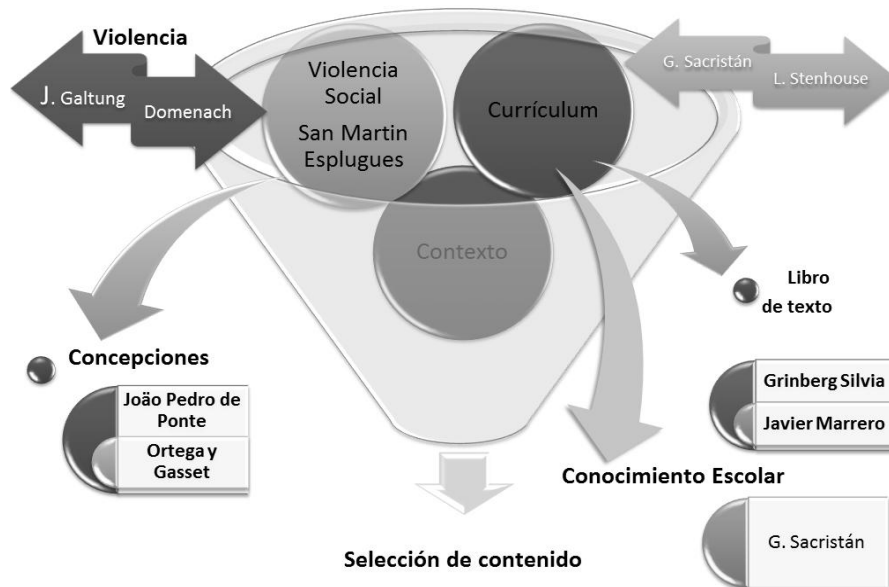 Violencia
J. Galtung
Domenach
Violencia
Social
San Martin
Esplugues
Currículum
G. Sacristán
L. Stenhouse
Contexto
Libro
de texto
Concepciones
Joäo Pedro de
Ponte
Ortega y
Gasset
Grinberg Silvia
Javier Marrero
Conocimiento Escolar
G. Sacristán
Selección de contenido